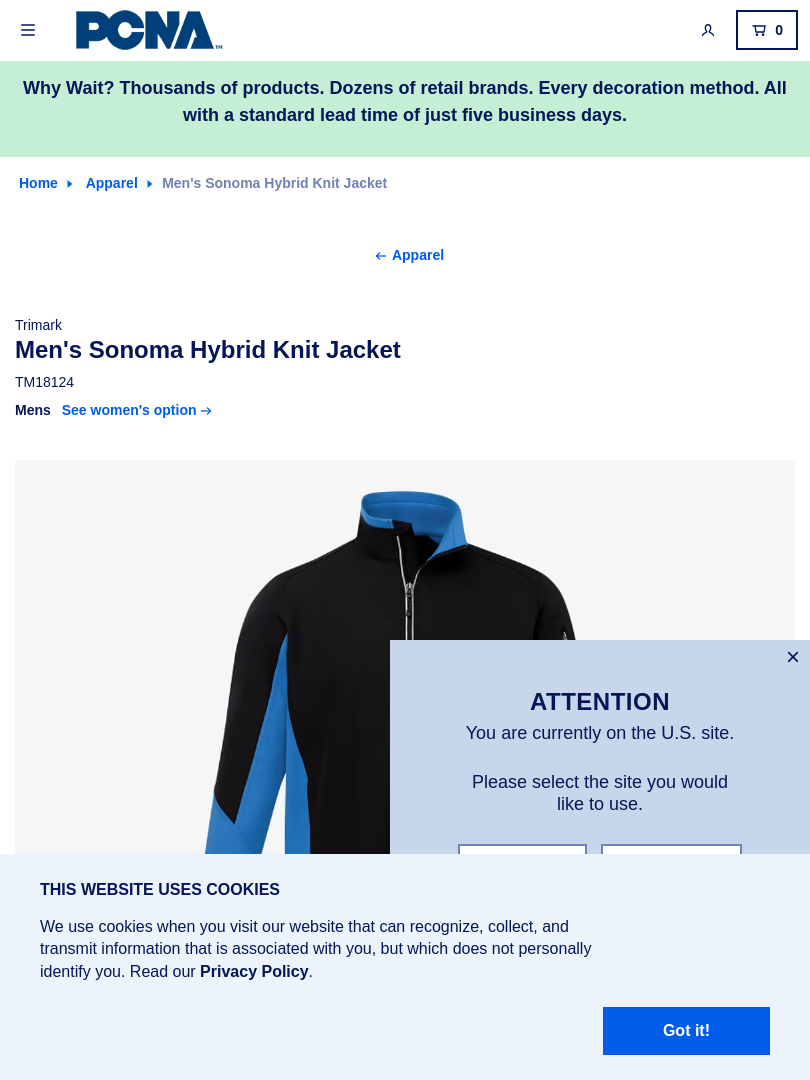 PCNA™
0
Why Wait? Thousands of products. Dozens of retail brands. Every decoration method. All
with a standard lead time of just five business days.
Home Apparel Men's Sonoma Hybrid Knit Jacket
Apparel
Trimark
Men's Sonoma Hybrid Knit Jacket
TM18124
Mens See women's option
ATTENTION
You are currently on the U.S. site.
Please select the site you would
like to use.
THIS WEBSITE USES COOKIES
We use cookies when you visit our website that can recognize, collect, and
transmit information that is associated with you, but which does not personally
identify you. Read our Privacy Policy.
Got it!